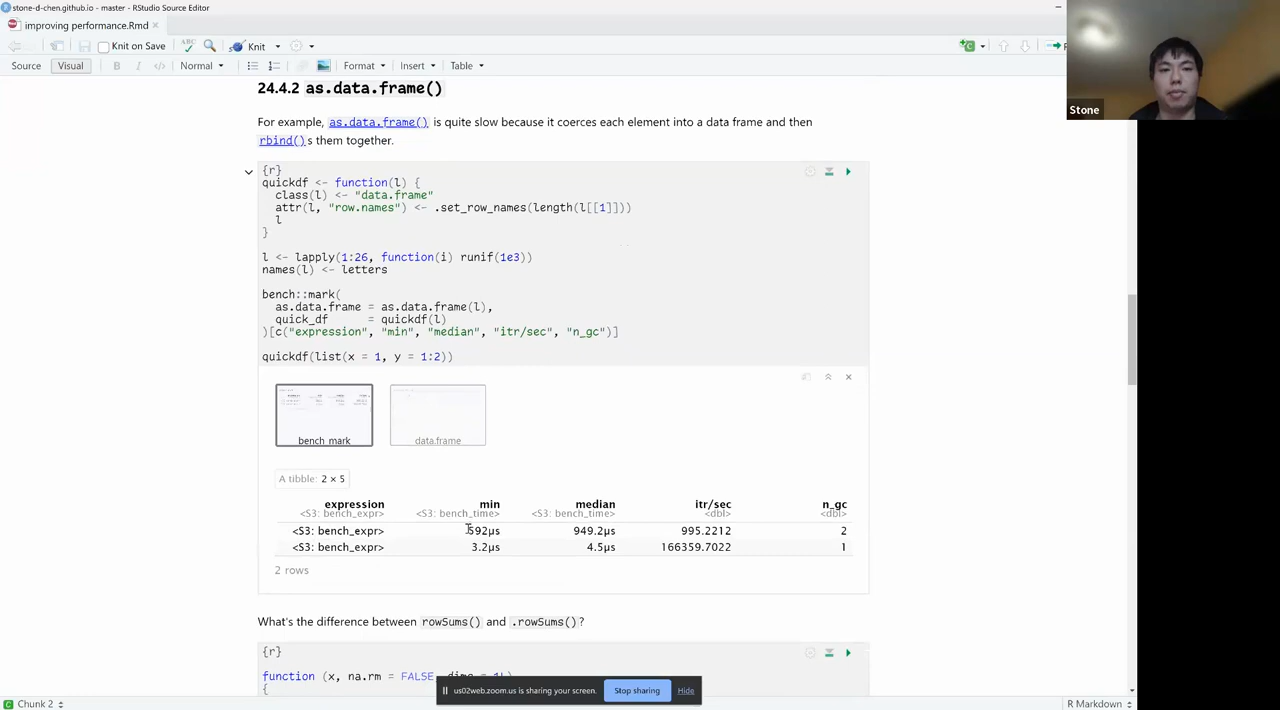 stone-d-chen.github.io - master - RStudio Source Editor
improving performance.Rmd
Knit on Save
ABC
Knit
Source Visual B I </> Normal Format Insert Table
Stone
24.4.2 as.data.frame()
For example, as.data.frame() is quite slow because it coerces each element into a data frame and then
rbind()s them together.
{r}
quickdf <- function(l) {
class(l) <- "data.frame"
attr(l, "row.names") <- .set_row_names(length(l[[1]]))
l
}
l <- lapply(1:26, function(i) runif(1e3))
names(l) <- letters
bench::mark(
as.data.frame = as.data.frame(l),
quick_df = quickdf(l)
)[c("expression", "min", "median", "itr/sec", "n_gc")]
quickdf(list(x = 1, y = 1:2))
bench_mark
data.frame
A tibble: 2 × 5
expression min median itr/sec n_gc
<S3: bench_expr> <S3: bench_time> <S3: bench_time> <dbl> <dbl>
<S3: bench_expr> 592µs 949.2µs 995.2212 2
<S3: bench_expr> 3.2µs 4.5µs 166359.7022 1
2 rows
What's the difference between rowSums() and .rowSums()?
{r}
function (x, na.rm = FALSE, dims = 1L)
{
us02web.zoom.us is sharing your screen. Stop sharing Hide
Chunk 2
R Markdown